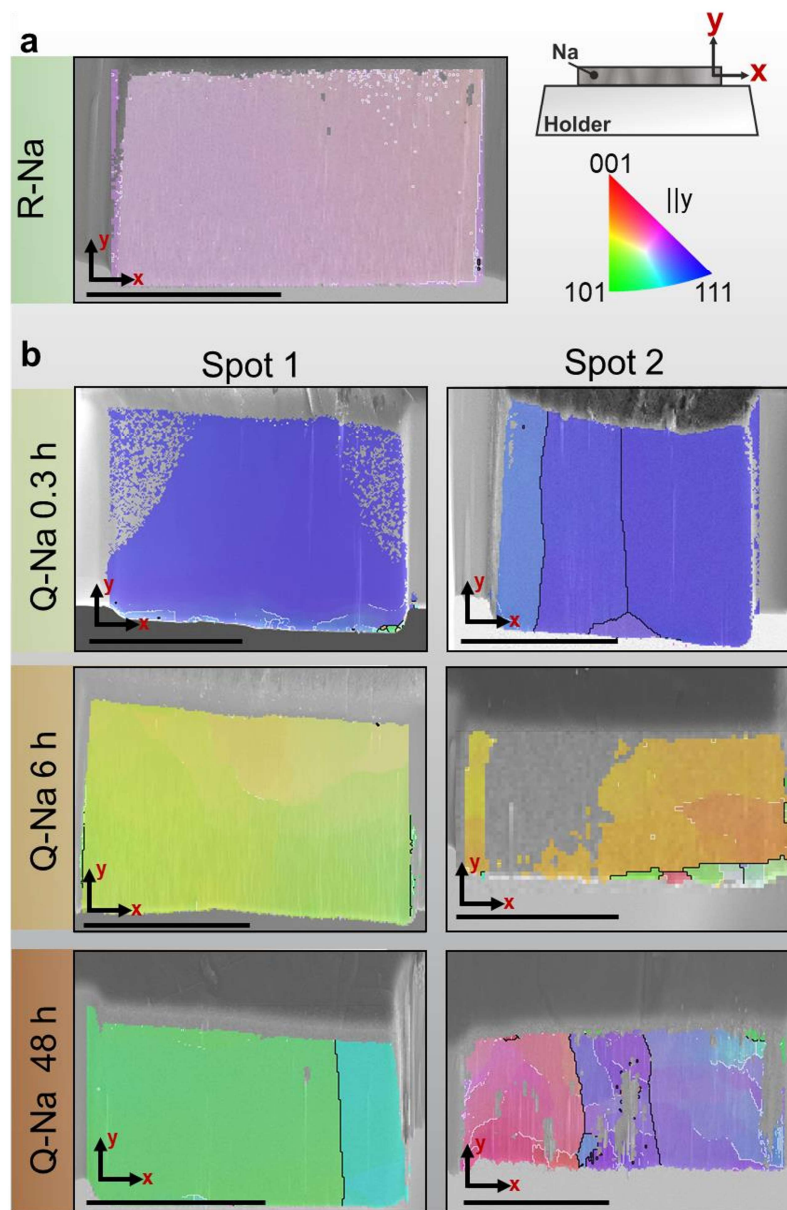 a
R-Na
y
x
Na
y
x
Holder
001
||y
101
111
b
Spot 1
Spot 2
Q-Na 0.3 h
y
x
y
x
Q-Na 6 h
y
x
y
x
Q-Na 48 h
y
x
y
x